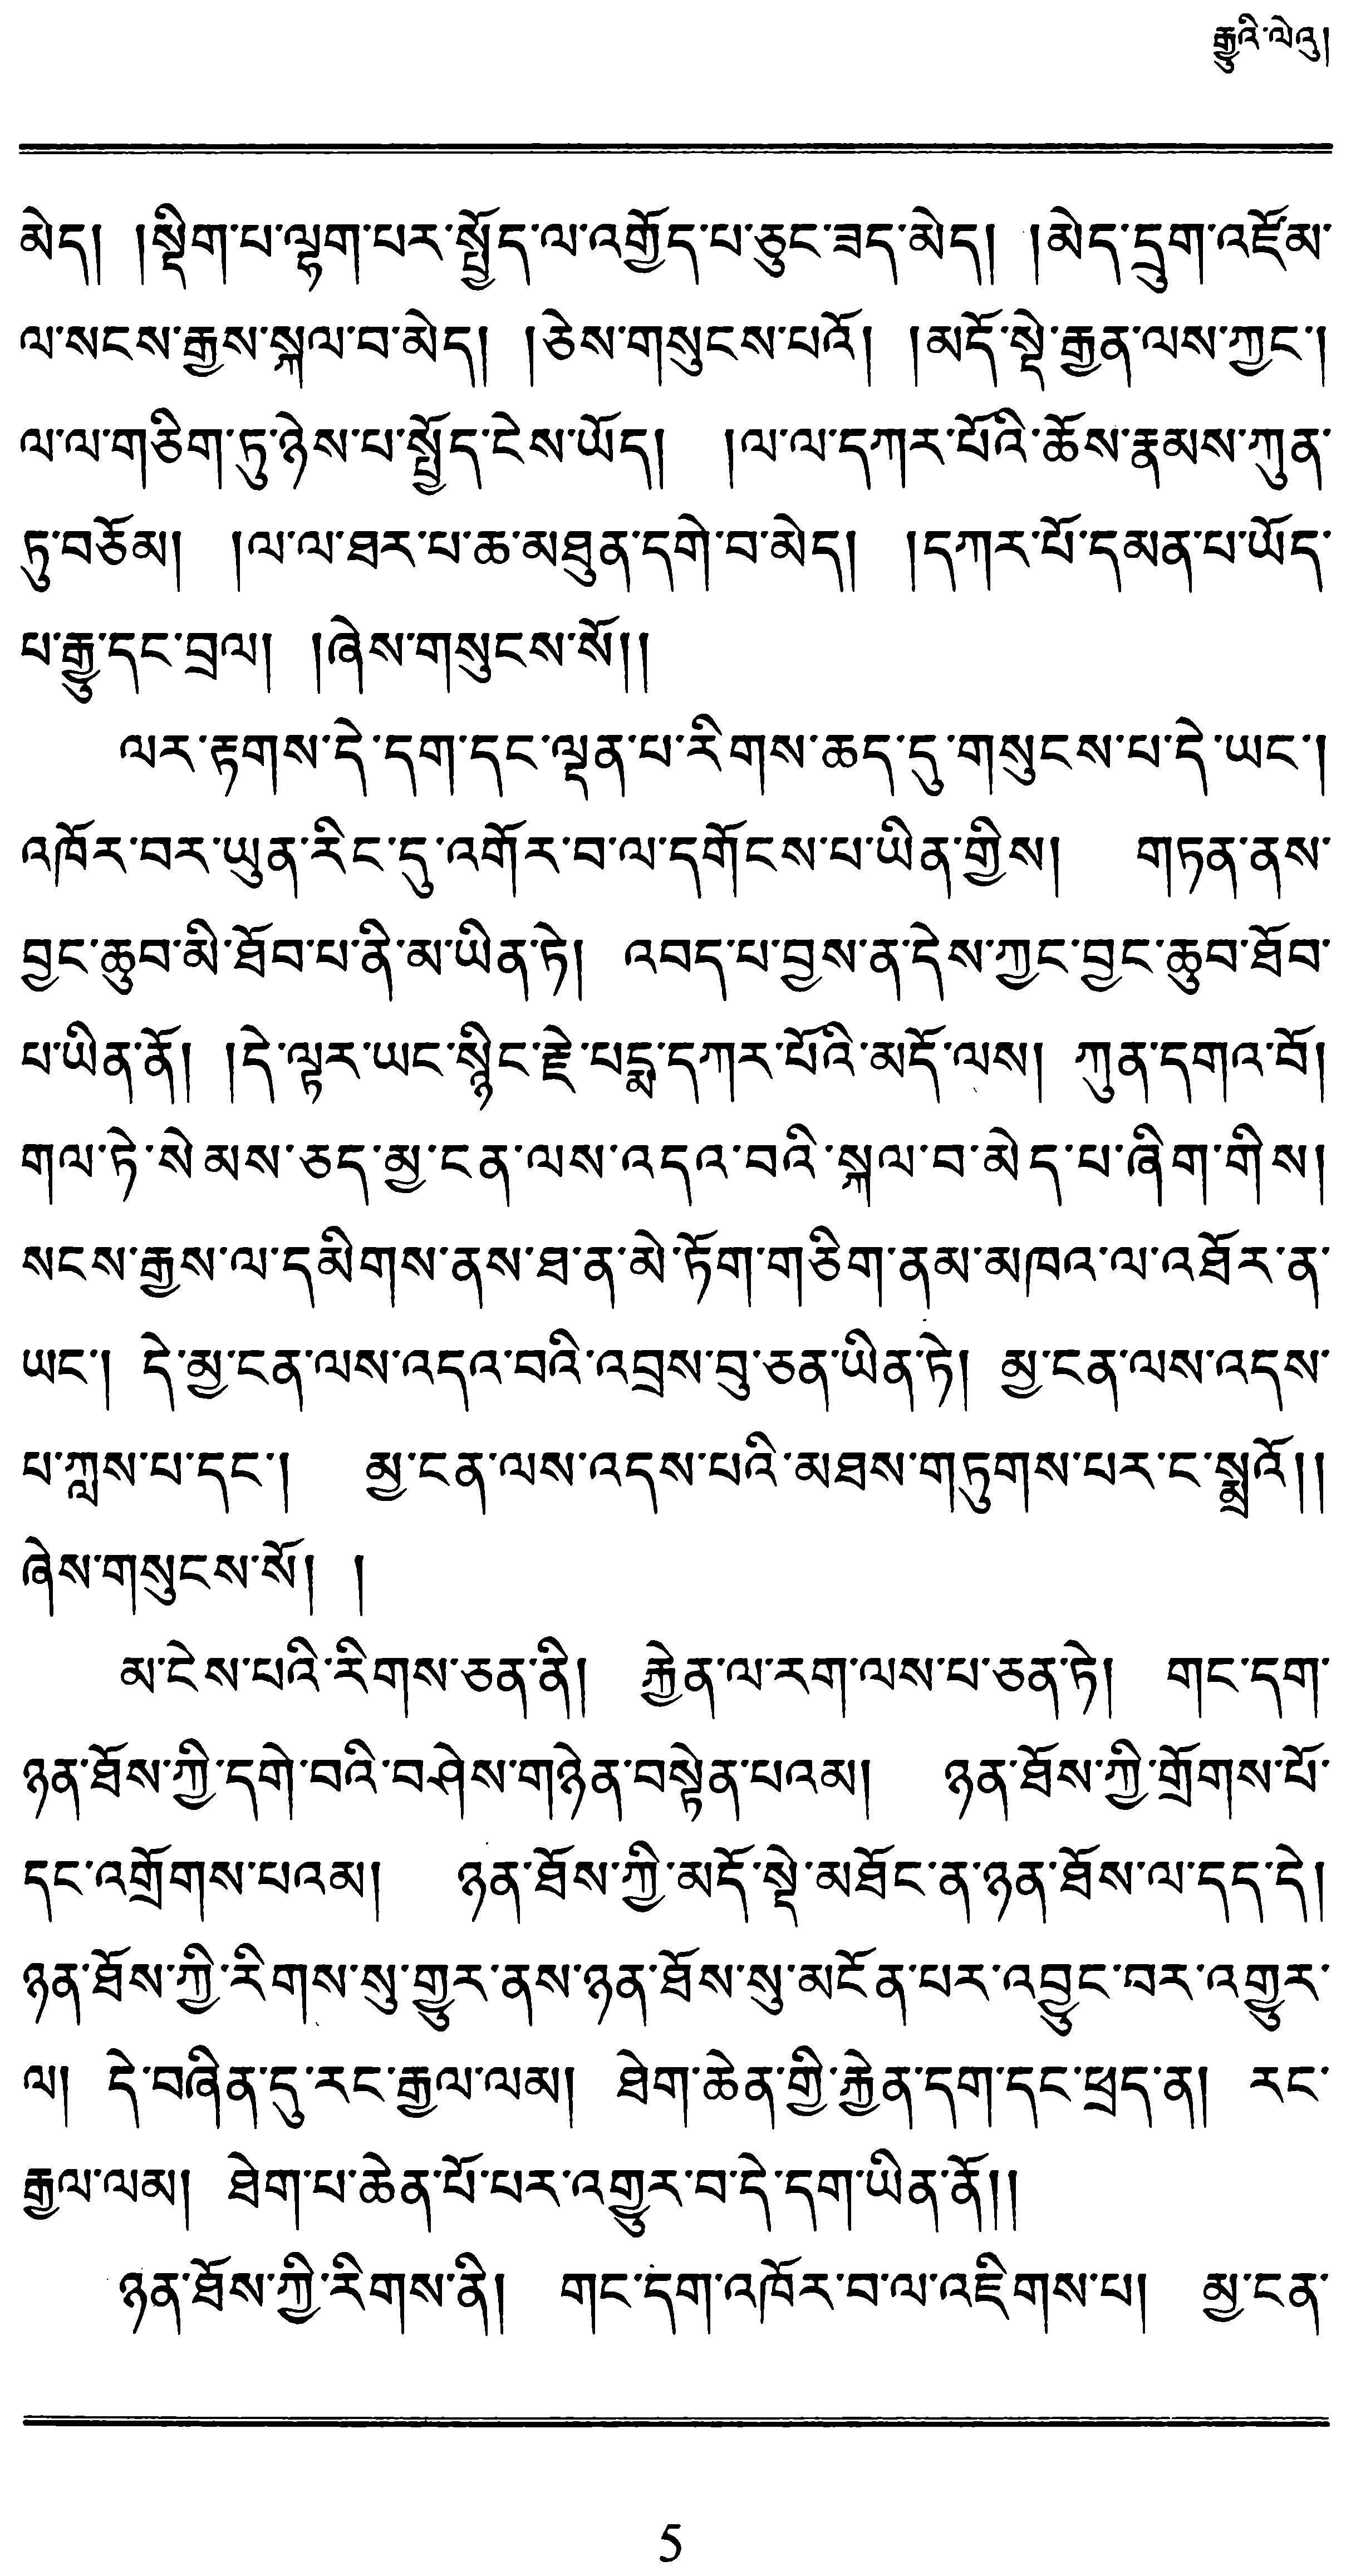 རྒྱུའི་ལེའུ།
མེད། །སྡིག་པ་ལྷག་པར་སྤྱོད་ལ་འགྱོད་པ་ཅུང་ཟད་མེད། །མེད་དྲུག་འཛོམ་
ལ་སངས་རྒྱས་སྐལ་བ་མེད། །ཅེས་གསུངས་པའོ། །མདོ་སྡེ་རྒྱན་ལས་ཀྱང་།
ལ་ལ་གཅིག་ཏུ་ཉེས་པ་སྤྱོད་ངེས་ཡོད། །ལ་ལ་དཀར་པོའི་ཆོས་རྣམས་ཀུན་
ཏུ་བཅོམ། །ལ་ལ་ཐར་པ་ཆ་མཐུན་དགེ་བ་མེད། །དཀར་པོ་དམན་པ་ཡོད་
པ་རྒྱུ་དང་བྲལ། །ཞེས་གསུངས་སོ།།
ལར་རྟགས་དེ་དག་དང་ལྡན་པ་རིགས་ཆད་དུ་གསུངས་པ་དེ་ཡང་།
འཁོར་བར་ཡུན་རིང་དུ་འགོར་བ་ལ་དགོངས་པ་ཡིན་གྱིས། གཏན་ནས་
བྱང་ཆུབ་མི་ཐོབ་པ་ནི་མ་ཡིན་ཏེ། འབད་པ་བྱས་ན་དེས་ཀྱང་བྱང་ཆུབ་ཐོབ་
པ་ཡིན་ནོ། །དེ་ལྟར་ཡང་སྙིང་རྗེ་པདྨ་དཀར་པོའི་མདོ་ལས། ཀུན་དགའ་བོ།
གལ་ཏེ་སེམས་ཅད་མྱ་ངན་ལས་འདའ་བའི་སྐལ་བ་མེད་པ་ཞིག་གིས།
སངས་རྒྱས་ལ་དམིགས་ནས་ཐ་ན་མེ་ཏོག་གཅིག་ནམ་མཁའ་ལ་འཐོར་ན་
ཡང་། དེ་མྱ་ངན་ལས་འདའ་བའི་འབྲས་བུ་ཅན་ཡིན་ཏེ། མྱ་ངན་ལས་འདས་
པ་ཀླས་པ་དང་། མྱ་ངན་ལས་འདས་པའི་མཐས་གཏུགས་པར་ང་སྨྲའོ།།
ཞེས་གསུངས་སོ། །
མ་ངེས་པའི་རིགས་ཅན་ནི། རྐྱེན་ལ་རག་ལས་པ་ཅན་ཏེ། གང་དག་
ཉན་ཐོས་ཀྱི་དགེ་བའི་བཤེས་གཉེན་བསྟེན་པའམ། ཉན་ཐོས་ཀྱི་གྲོགས་པོ་
དང་འགྲོགས་པའམ། ཉན་ཐོས་ཀྱི་མདོ་སྡེ་མཐོང་ན་ཉན་ཐོས་ལ་དད་དེ།
ཉན་ཐོས་ཀྱི་རིགས་སུ་གྱུར་ནས་ཉན་ཐོས་སུ་མངོན་པར་འབྱུང་བར་འགྱུར་
ལ། དེ་བཞིན་དུ་རང་རྒྱལ་ལམ། ཐེག་ཆེན་གྱི་རྐྱེན་དག་དང་ཕྲད་ན། རང་
རྒྱལ་ལམ། ཐེག་པ་ཆེན་པོ་པར་འགྱུར་བ་དེ་དག་ཡིན་ནོ།།
ཉན་ཐོས་ཀྱི་རིགས་ནི། གང་དག་འཁོར་བ་ལ་འཇིགས་པ། མྱ་ངན་
5